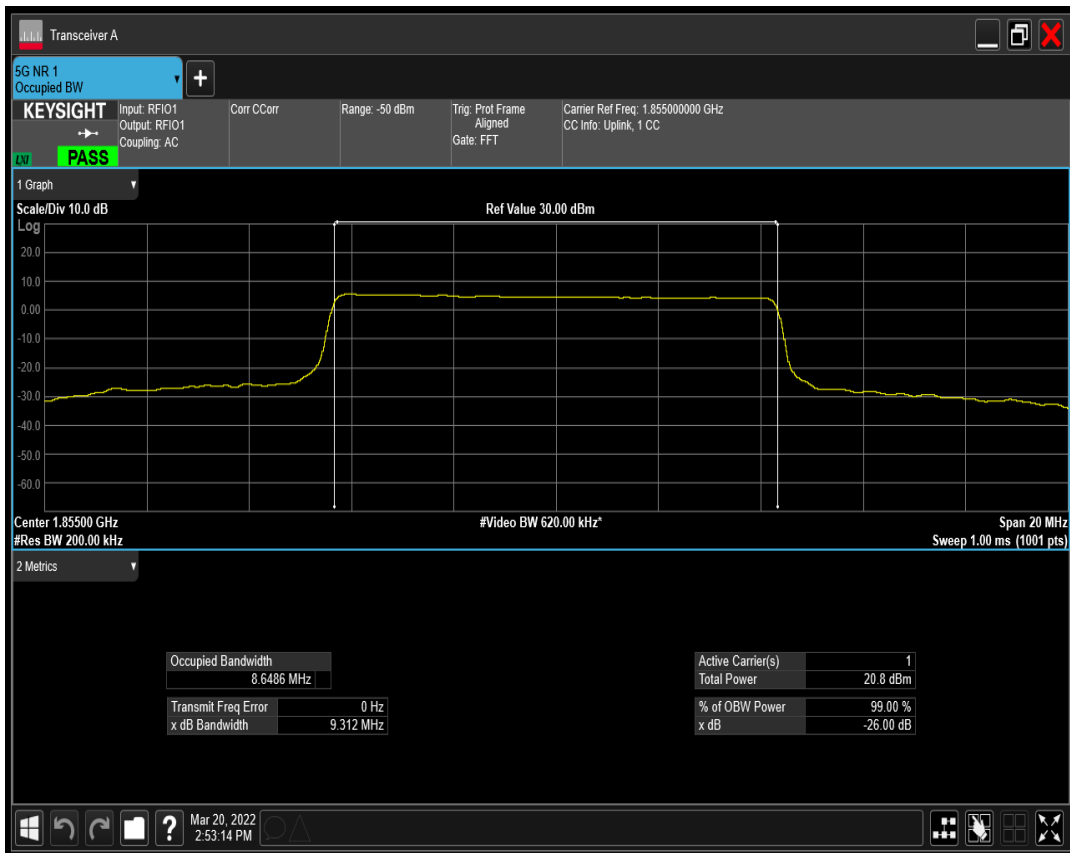 Transceiver A
5G NR 1
Occupied BW
+
KEYSIGHT
Input: RFIO1
Output: RFIO1
Coupling: AC
Corr CCorr
Range: -50 dBm
Trig: Prot Frame
Aligned
Gate: FFT
Carrier Ref Freq: 1.855000000 GHz
CC Info: Uplink, 1 CC
LXI
PASS
1 Graph
Scale/Div 10.0 dB
Ref Value 30.00 dBm
Log
20.0
10.0
0.00
-10.0
-20.0
-30.0
-40.0
-50.0
-60.0
Center 1.85500 GHz
#Video BW 620.00 kHz*
Span 20 MHz
#Res BW 200.00 kHz
Sweep 1.00 ms (1001 pts)
2 Metrics
Occupied Bandwidth
8.6486 MHz
Transmit Freq Error 0 Hz
x dB Bandwidth 9.312 MHz
Active Carrier(s) 1
Total Power 20.8 dBm
% of OBW Power 99.00 %
x dB -26.00 dB
?
Mar 20, 2022
2:53:14 PM